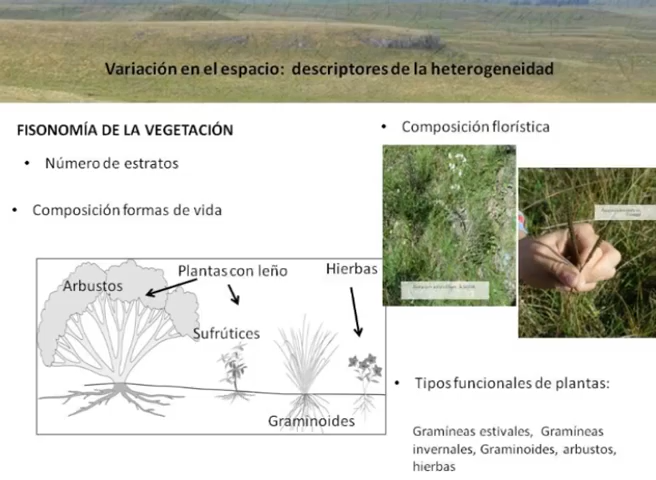 Variación en el espacio: descriptores de la heterogeneidad
FISONOMÍA DE LA VEGETACIÓN
• Número de estratos
• Composición formas de vida
Arbustos
Plantas con leño
Hierbas
Sufrútices
Graminoides
• Composición florística
• Tipos funcionales de plantas:
Gramíneas estivales, Gramíneas
invernales, Graminoides, arbustos,
hierbas